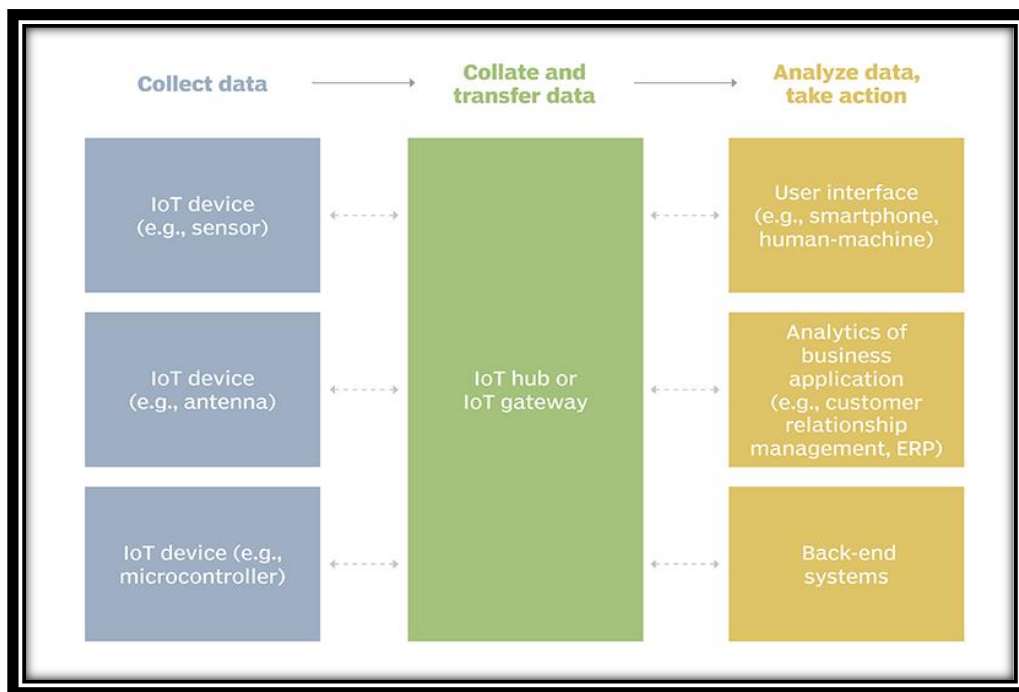 Collect data
Collate and
transfer data
Analyze data,
take action
IoT device
(e.g., sensor)
IoT device
(e.g., antenna)
IoT device (e.g.,
microcontroller)
IoT hub or
IoT gateway
User interface
(e.g., smartphone,
human-machine)
Analytics of
business
application
(e.g., customer
relationship
management, ERP)
Back-end
systems